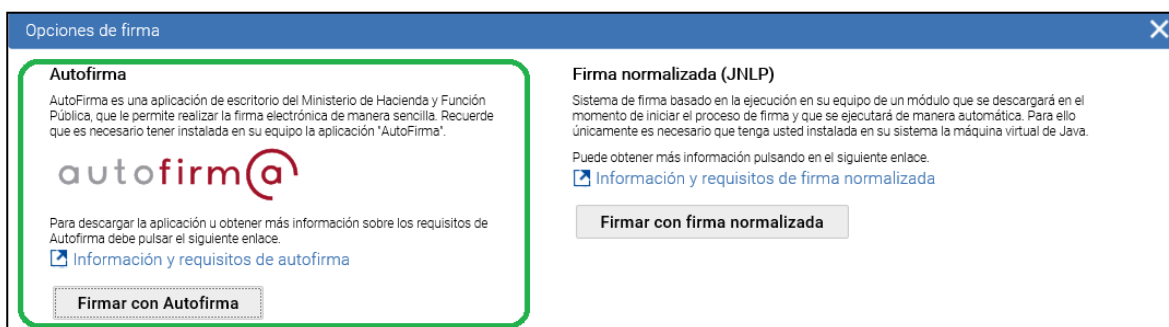 Opciones de firma
Autofirma
AutoFirma es una aplicación de escritorio del Ministerio de Hacienda y Función
Pública, que le permite realizar la firma electrónica de manera sencilla. Recuerde
que es necesario tener instalada en su equipo la aplicación "AutoFirma".
autofirm@
Para descargar la aplicación u obtener más información sobre los requisitos de
Autofirma debe pulsar el siguiente enlace.
Información y requisitos de autofirma
Firmar con Autofirma
Firma normalizada (JNLP)
Sistema de firma basado en la ejecución en su equipo de un módulo que se descargará en el
momento de iniciar el proceso de firma y que se ejecutará de manera automática. Para ello
únicamente es necesario que tenga usted instalada en su sistema la máquina virtual de Java.
Puede obtener más información pulsando en el siguiente enlace.
Información y requisitos de firma normalizada
Firmar con firma normalizada